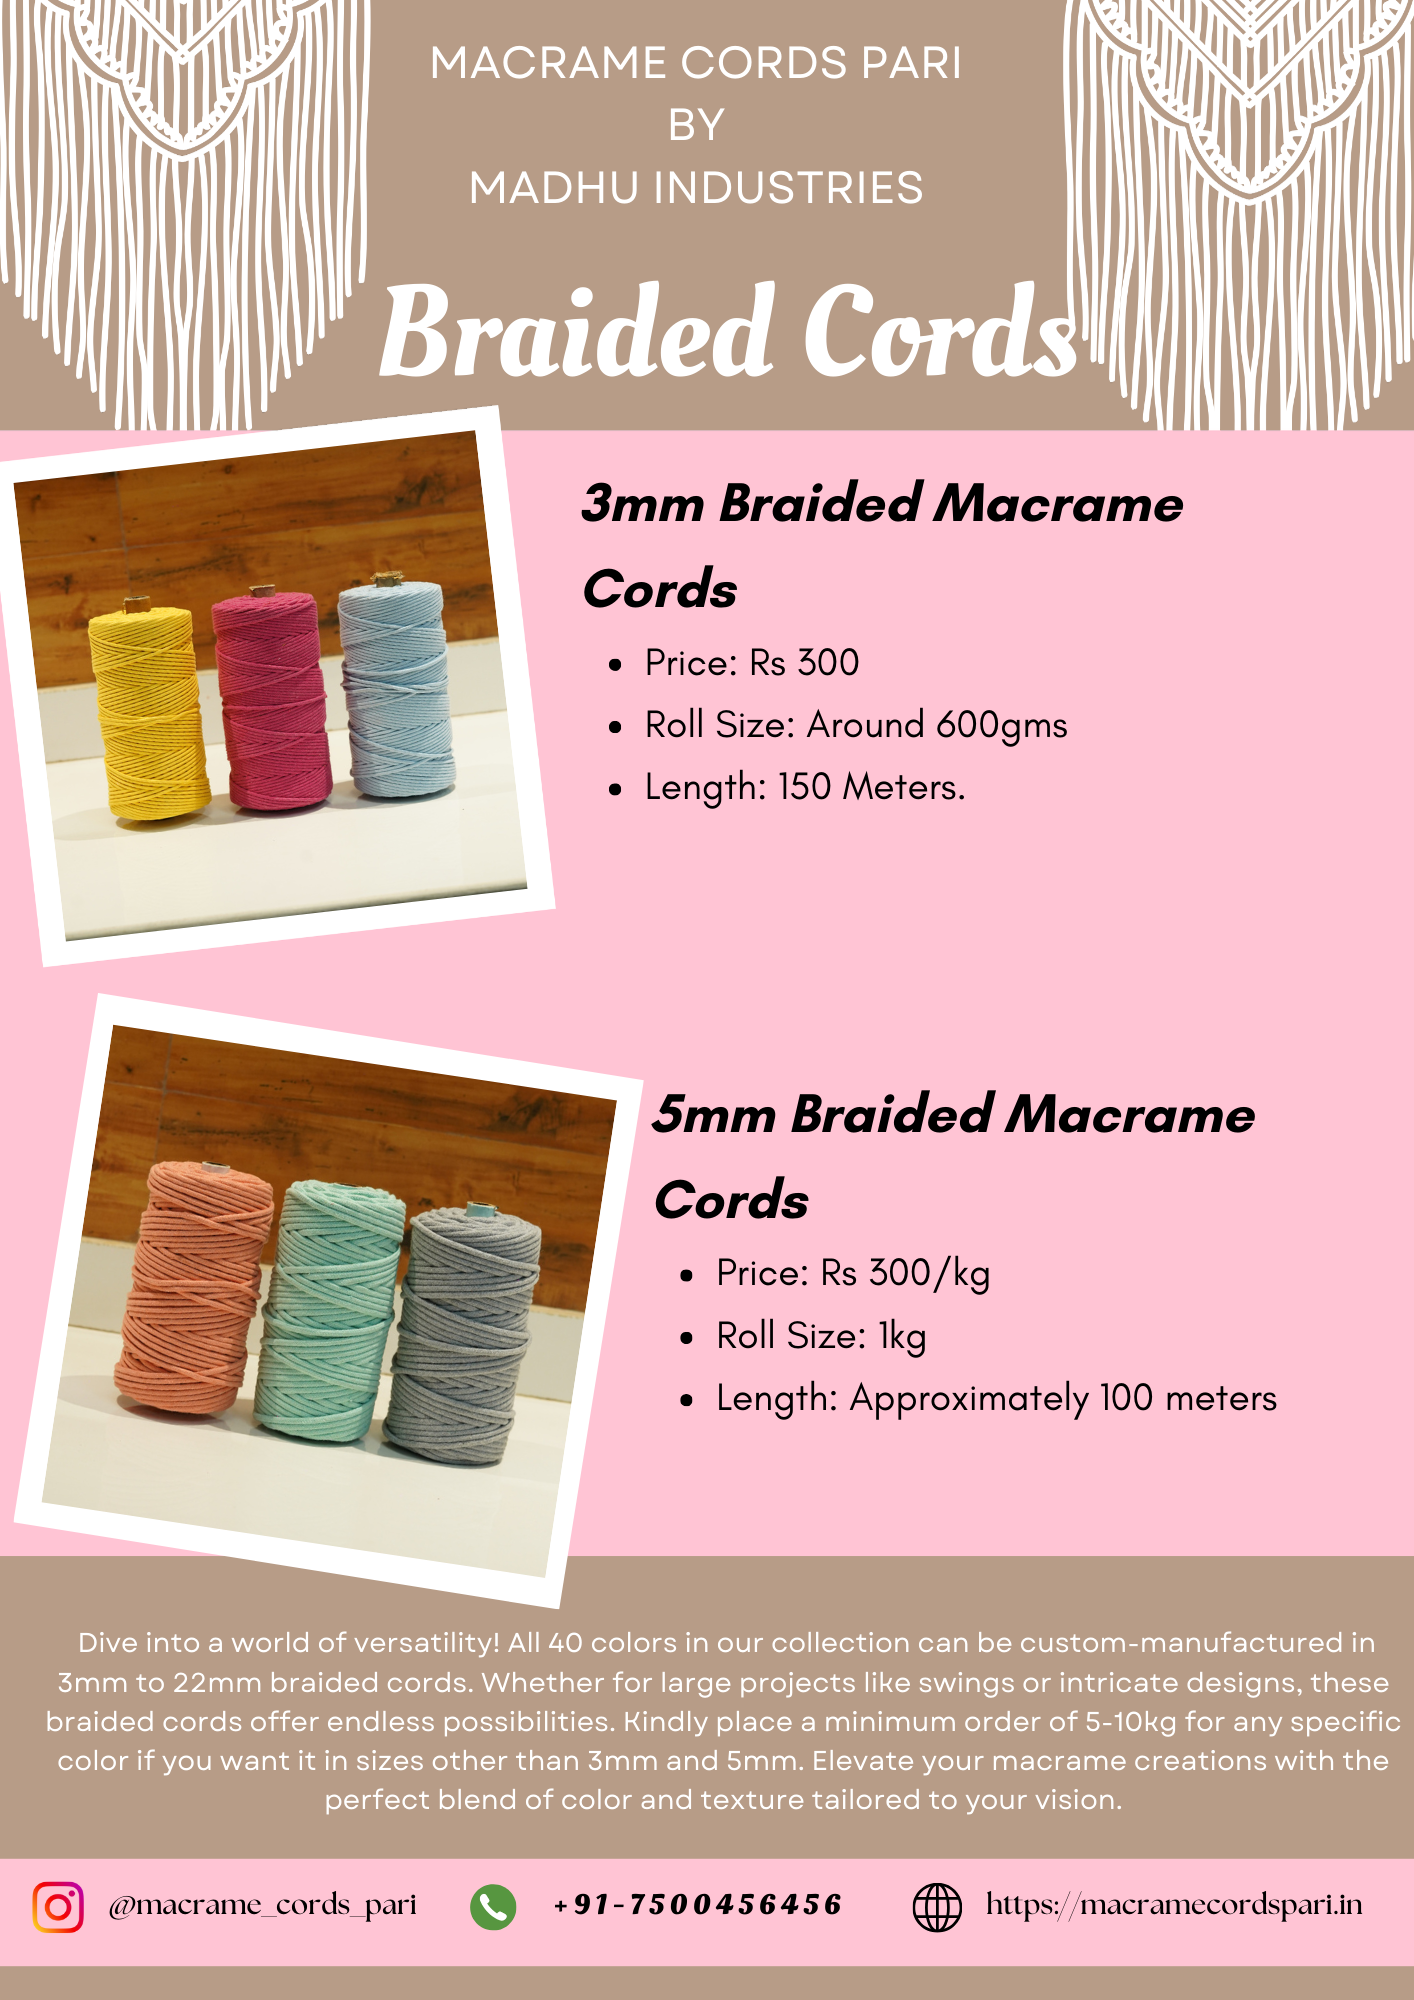 MACRAME CORDS PARI
BY
MADHU INDUSTRIES
Braided Cords
3mm Braided Macrame
Cords
Price: Rs 300
Roll Size: Around 600gms
Length: 150 Meters.
5mm Braided Macrame
Cords
Price: Rs 300/kg
Roll Size: 1kg
Length: Approximately 100 meters
Dive into a world of versatility! All 40 colors in our collection can be custom-manufactured in
3mm to 22mm braided cords. Whether for large projects like swings or intricate designs, these
braided cords offer endless possibilities. Kindly place a minimum order of 5-10kg for any specific
color if you want it in sizes other than 3mm and 5mm. Elevate your macrame creations with the
perfect blend of color and texture tailored to your vision.
@macrame_cords_pari
+91-7500456456
https://macramecordspari.in